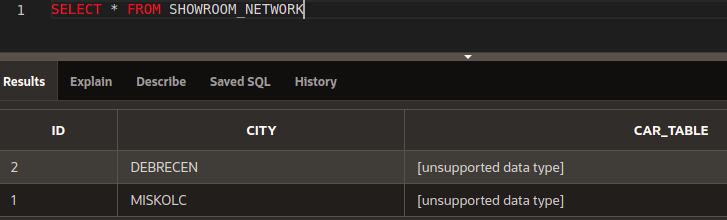 1 SELECT * FROM SHOWROOM_NETWORK
Results Explain Describe Saved SQL History
ID CITY CAR_TABLE
2 DEBRECEN [unsupported data type]
1 MISKOLC [unsupported data type]